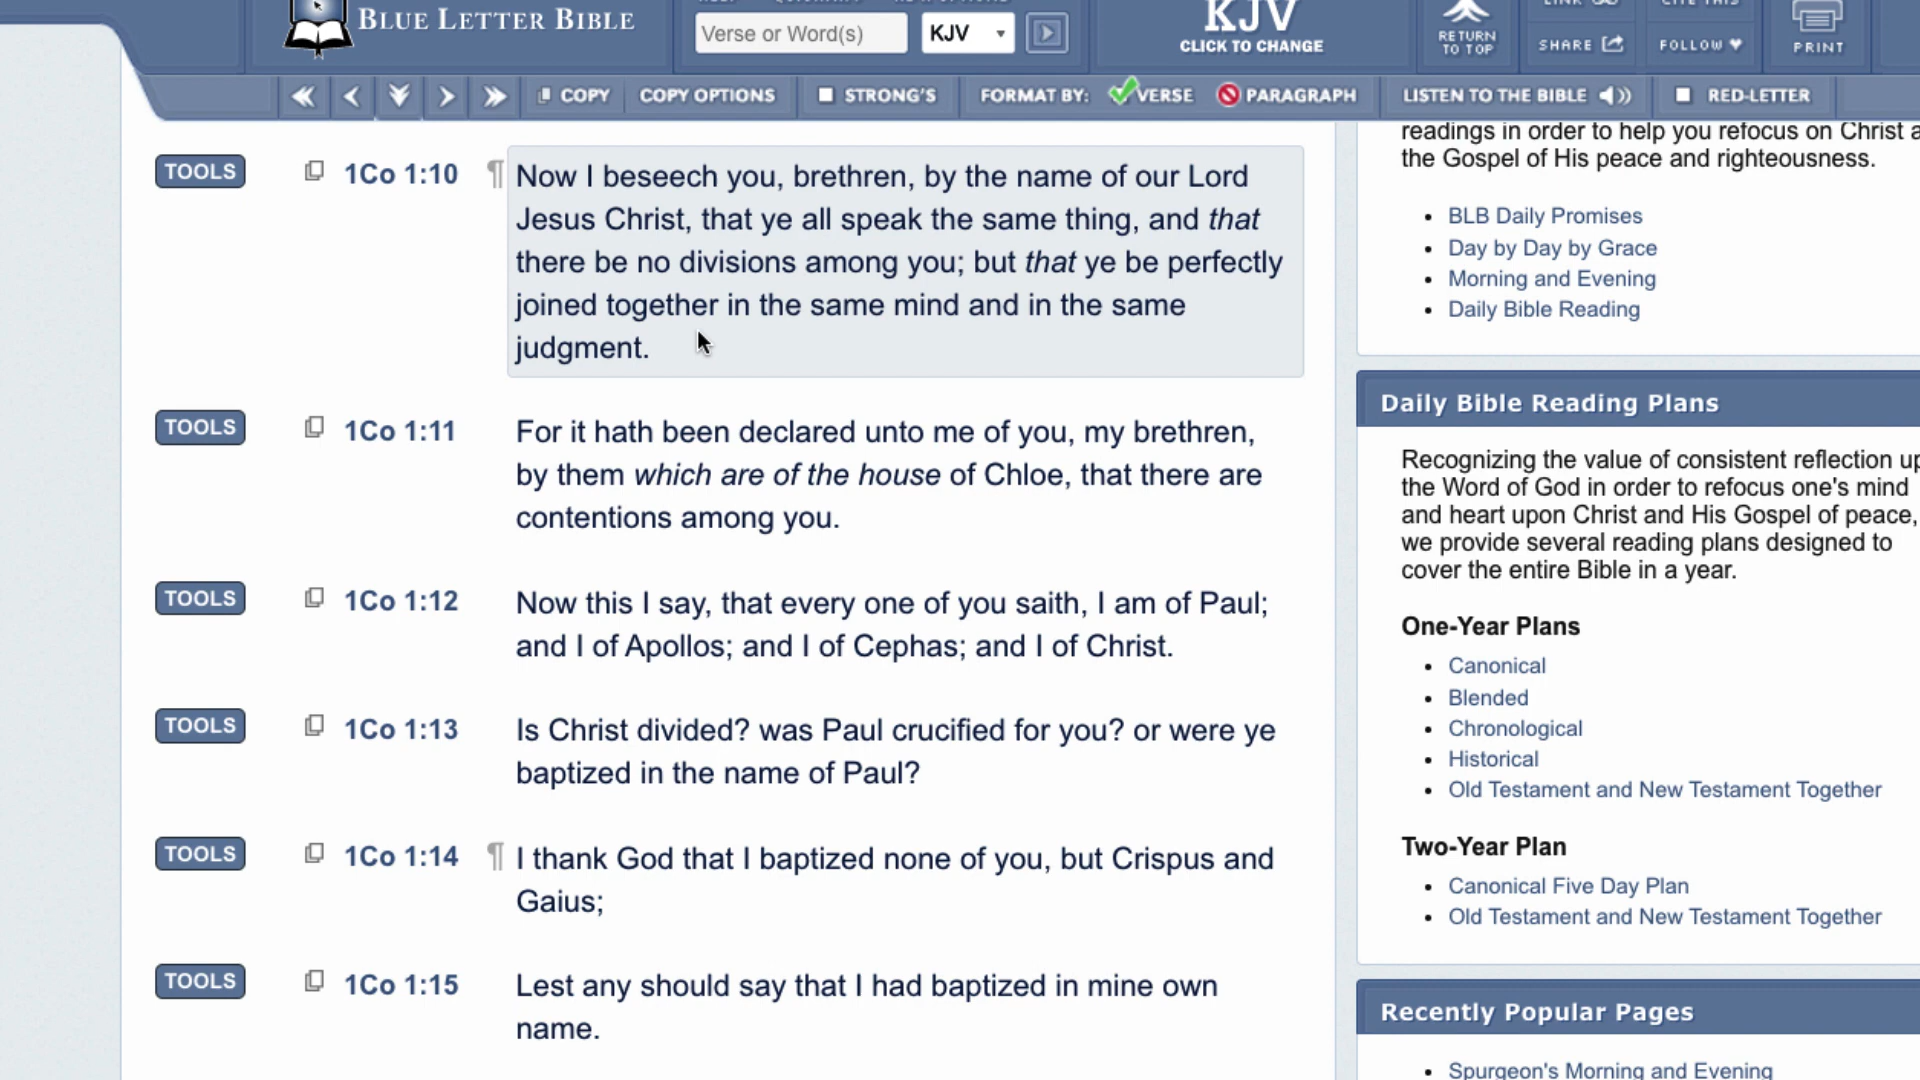 BLUE LETTER BIBLE
Verse or Word(s)
KJV
KJV
CLICK TO CHANGE
RETURN
TO TOP
SHARE
CITE THIS
FOLLOW
PRINT
COPY
COPY OPTIONS
STRONG'S
FORMAT BY:
VERSE
PARAGRAPH
LISTEN TO THE BIBLE
RED-LETTER
TOOLS
1Co 1:10
¶ Now I beseech you, brethren, by the name of our Lord
Jesus Christ, that ye all speak the same thing, and that
there be no divisions among you; but that ye be perfectly
joined together in the same mind and in the same
judgment.
TOOLS
1Co 1:11
For it hath been declared unto me of you, my brethren,
by them which are of the house of Chloe, that there are
contentions among you.
TOOLS
1Co 1:12
Now this I say, that every one of you saith, I am of Paul;
and I of Apollos; and I of Cephas; and I of Christ.
TOOLS
1Co 1:13
Is Christ divided? was Paul crucified for you? or were ye
baptized in the name of Paul?
TOOLS
1Co 1:14
¶ I thank God that I baptized none of you, but Crispus and
Gaius;
TOOLS
1Co 1:15
Lest any should say that I had baptized in mine own
name.
readings in order to help you refocus on Christ a
the Gospel of His peace and righteousness.
BLB Daily Promises
Day by Day by Grace
Morning and Evening
Daily Bible Reading
Daily Bible Reading Plans
Recognizing the value of consistent reflection up
the Word of God in order to refocus one's mind
and heart upon Christ and His Gospel of peace,
we provide several reading plans designed to
cover the entire Bible in a year.
One-Year Plans
Canonical
Blended
Chronological
Historical
Old Testament and New Testament Together
Two-Year Plan
Canonical Five Day Plan
Old Testament and New Testament Together
Recently Popular Pages
Spurgeon's Morning and Evening